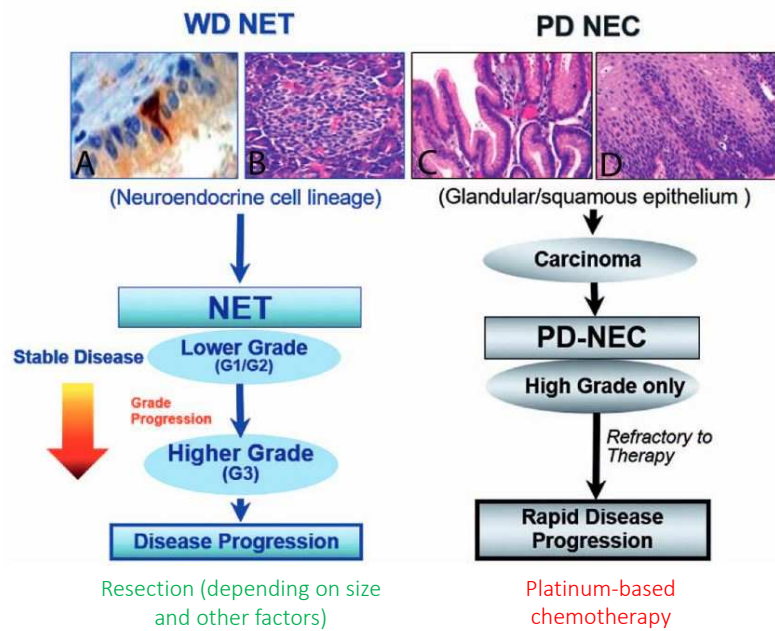 WD NET
PD NEC
A
B
C
D
(Neuroendocrine cell lineage)
(Glandular/squamous epithelium )
Carcinoma
NET
PD-NEC
Stable Disease
Lower Grade
(G1/G2)
High Grade only
Grade
Progression
Refractory to
Therapy
Higher Grade
(G3)
Disease Progression
Rapid Disease
Progression
Resection (depending on size
and other factors)
Platinum-based
chemotherapy